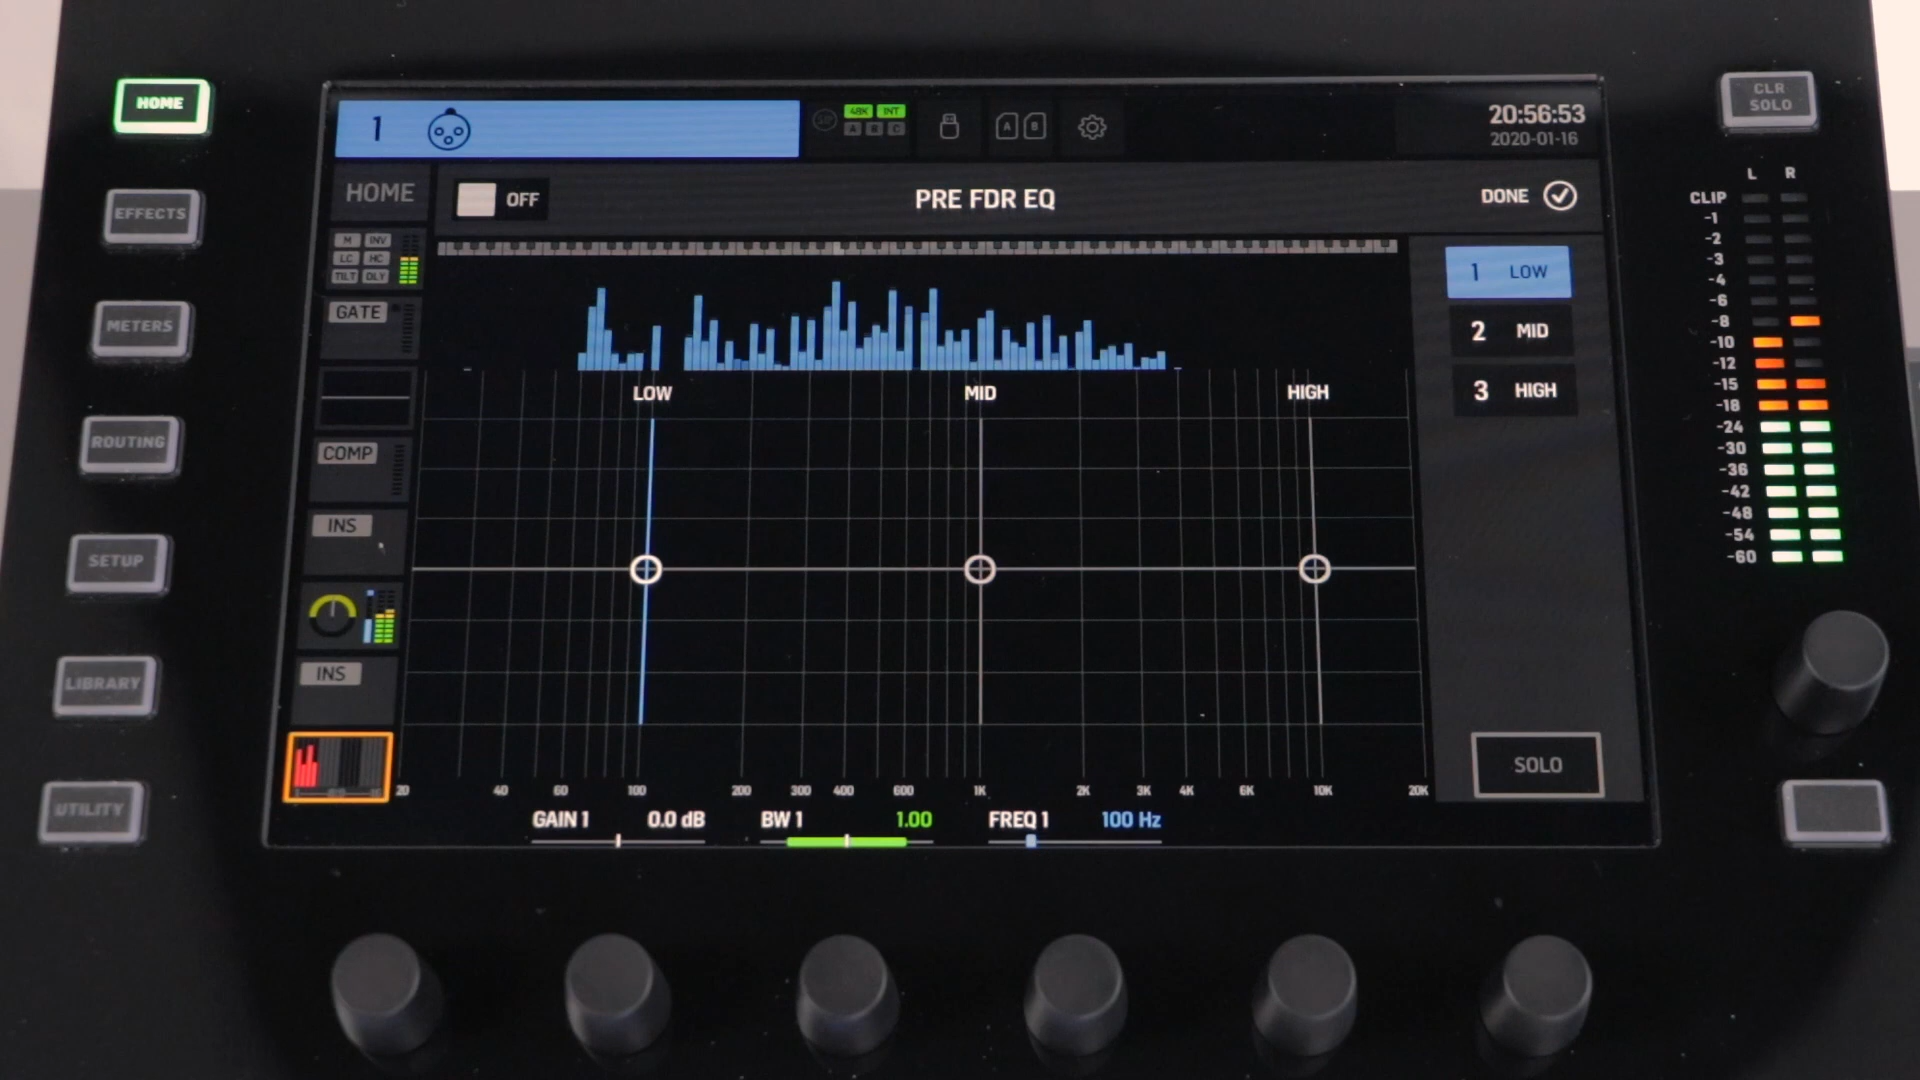 HOME
EFFECTS
METERS
ROUTING
SETUP
LIBRARY
UTILITY
1
48K INT
A B C
A B
20:56:53
2020-01-16
HOME
OFF
PRE FDR EQ
DONE
M INV
LC HC
TILT DLY
GATE
COMP
INS
INS
LOW MID HIGH
1 LOW
2 MID
3 HIGH
SOLO
20 40 60 100 200 300 400 600 1K 2K 3K 4K 6K 10K 20K
GAIN 1 0.0 dB BW 1 1.00 FREQ 1 100 Hz
CLR
SOLO
L R
CLIP
-1
-2
-3
-4
-6
-8
-10
-12
-15
-18
-24
-30
-36
-42
-48
-54
-60